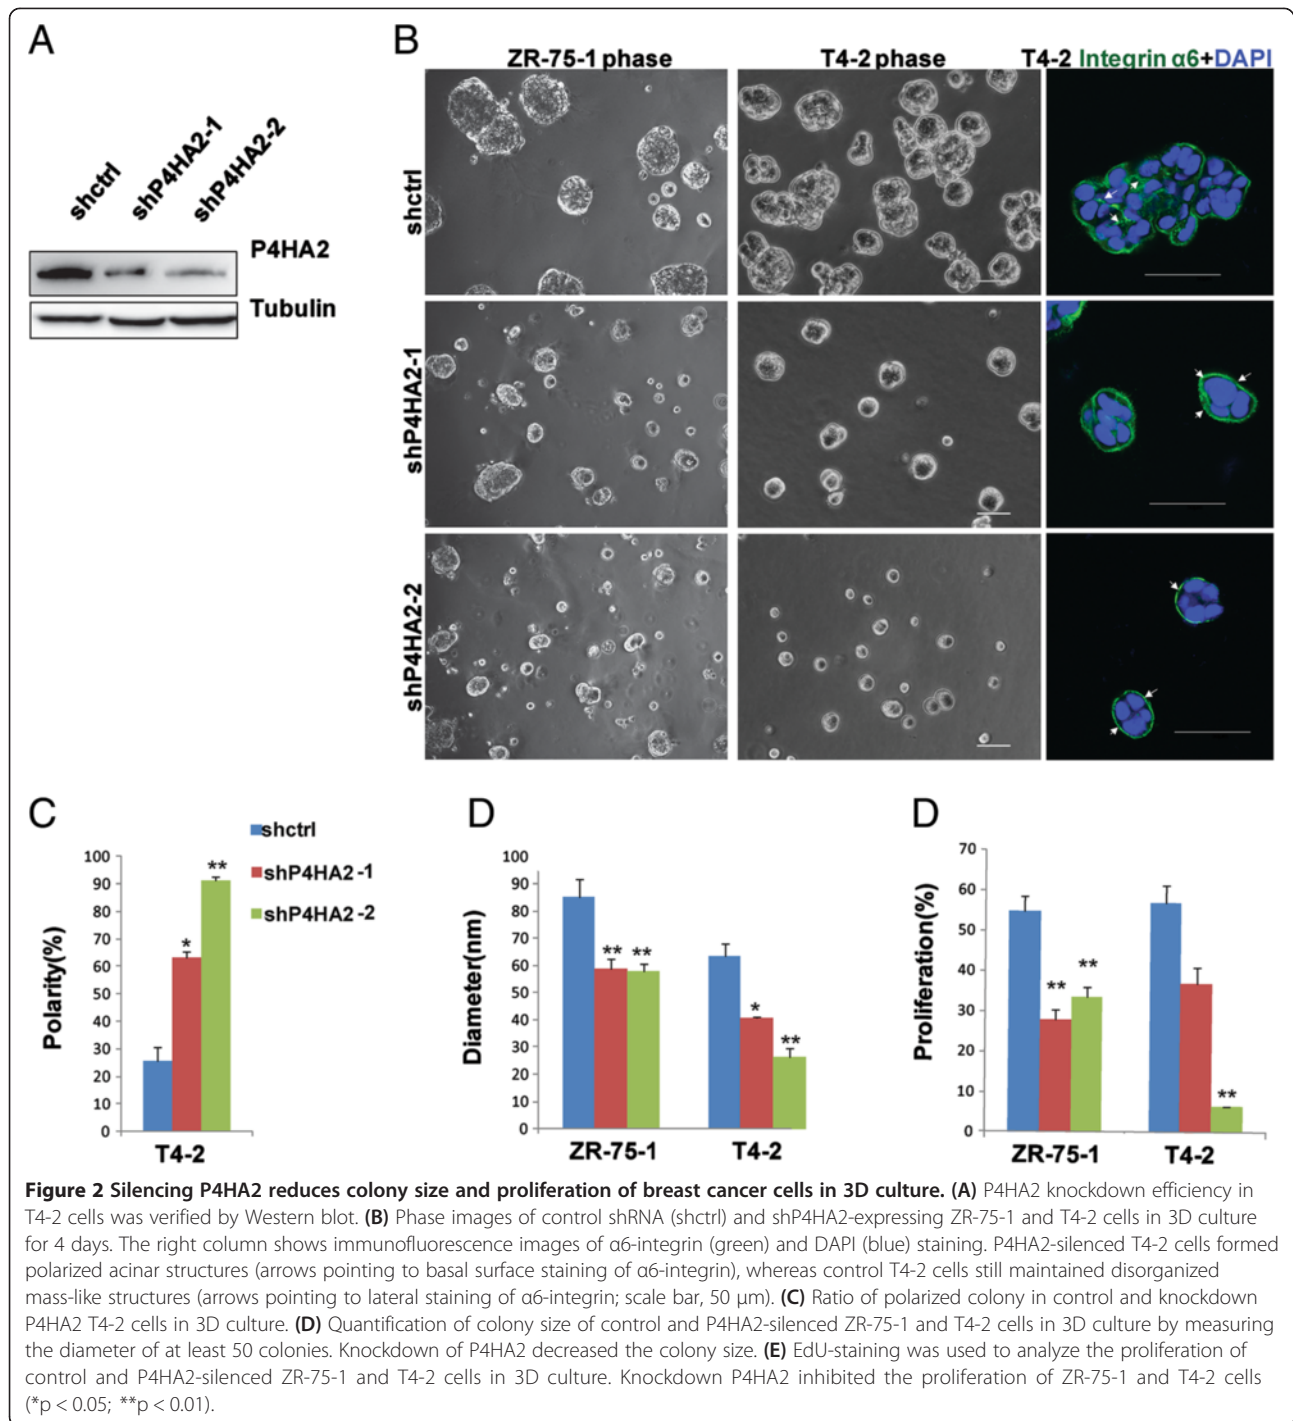 A
shctrl
shP4HA2-1
shP4HA2-2
P4HA2
Tubulin
B
ZR-75-1 phase
T4-2 phase
T4-2 Integrin α6+DAPI
shctrl
shP4HA2-1
shP4HA2-2
C
shctrl
shP4HA2-1
shP4HA2-2
Polarity(%)
100
90
80
70
60
50
40
30
20
10
0
*
**
T4-2
D
Diameter(nm)
100
90
80
70
60
50
40
30
20
10
0
**
**
*
**
ZR-75-1
T4-2
D
Proliferation(%)
70
60
50
40
30
20
10
0
**
**
**
ZR-75-1
T4-2
Figure 2 Silencing P4HA2 reduces colony size and proliferation of breast cancer cells in 3D culture. (A) P4HA2 knockdown efficiency in
T4-2 cells was verified by Western blot. (B) Phase images of control shRNA (shctrl) and shP4HA2-expressing ZR-75-1 and T4-2 cells in 3D culture
for 4 days. The right column shows immunofluorescence images of α6-integrin (green) and DAPI (blue) staining. P4HA2-silenced T4-2 cells formed
polarized acinar structures (arrows pointing to basal surface staining of α6-integrin), whereas control T4-2 cells still maintained disorganized
mass-like structures (arrows pointing to lateral staining of α6-integrin; scale bar, 50 μm). (C) Ratio of polarized colony in control and knockdown
P4HA2 T4-2 cells in 3D culture. (D) Quantification of colony size of control and P4HA2-silenced ZR-75-1 and T4-2 cells in 3D culture by measuring
the diameter of at least 50 colonies. Knockdown of P4HA2 decreased the colony size. (E) EdU-staining was used to analyze the proliferation of
control and P4HA2-silenced ZR-75-1 and T4-2 cells in 3D culture. Knockdown P4HA2 inhibited the proliferation of ZR-75-1 and T4-2 cells
(*p < 0.05; **p < 0.01).